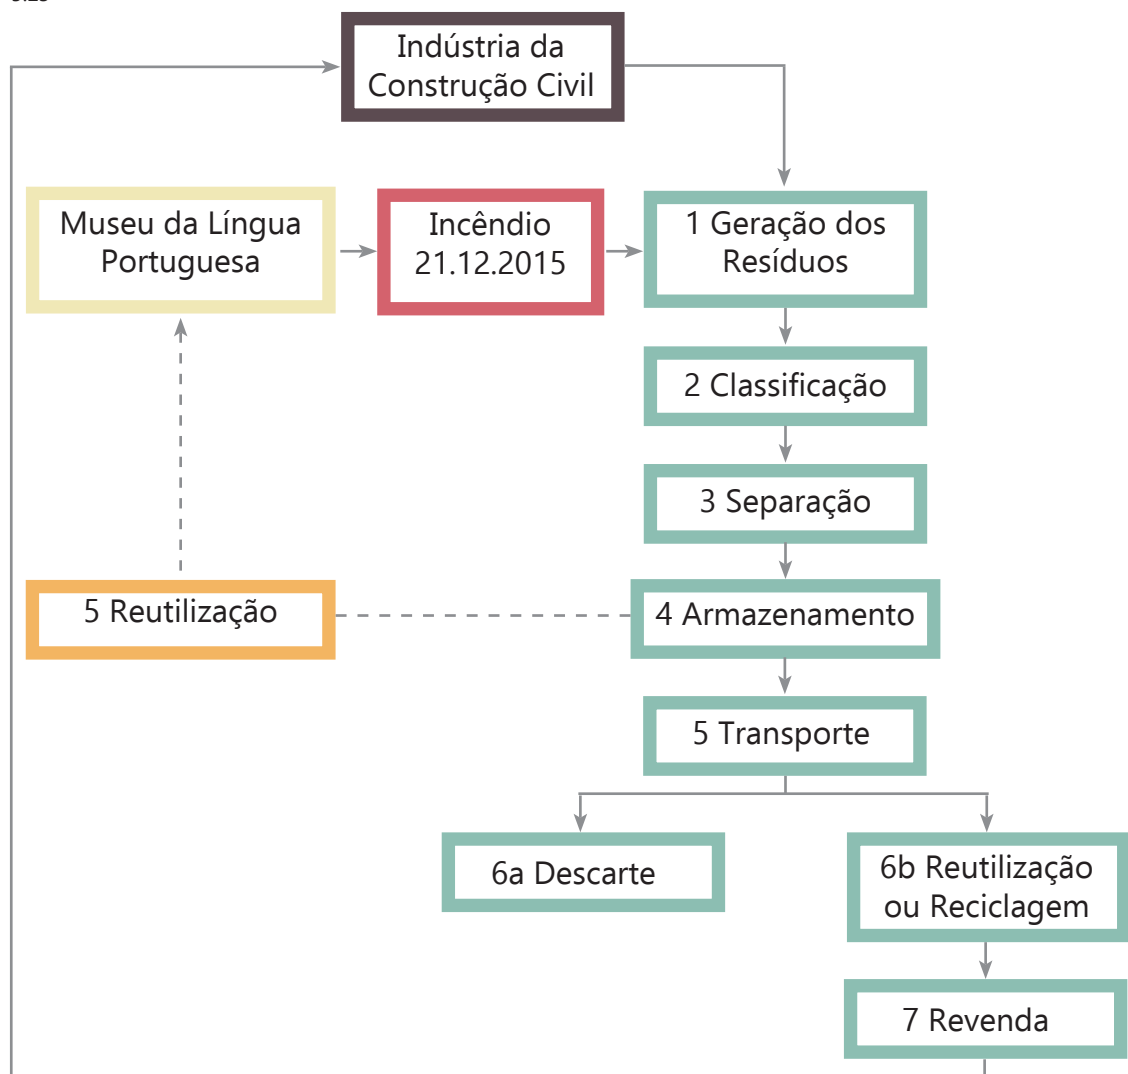 Indústria da
Construção Civil
Museu da Língua
Portuguesa
Incêndio
21.12.2015
1 Geração dos
Resíduos
2 Classificação
3 Separação
5 Reutilização
4 Armazenamento
5 Transporte
6a Descarte
6b Reutilização
ou Reciclagem
7 Revenda